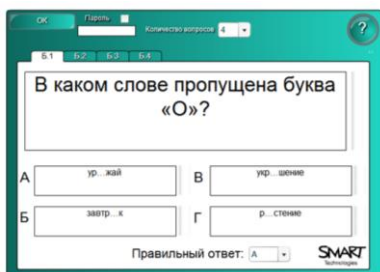 OK
Пароль
Количество вопросов 4
?
Б.1 Б.2 Б.3 Б.4
В каком слове пропущена буква
«О»?
А ур...жай
В укр...шение
Б завтр...к
Г р...стение
Правильный ответ: А
SMART
Technologies